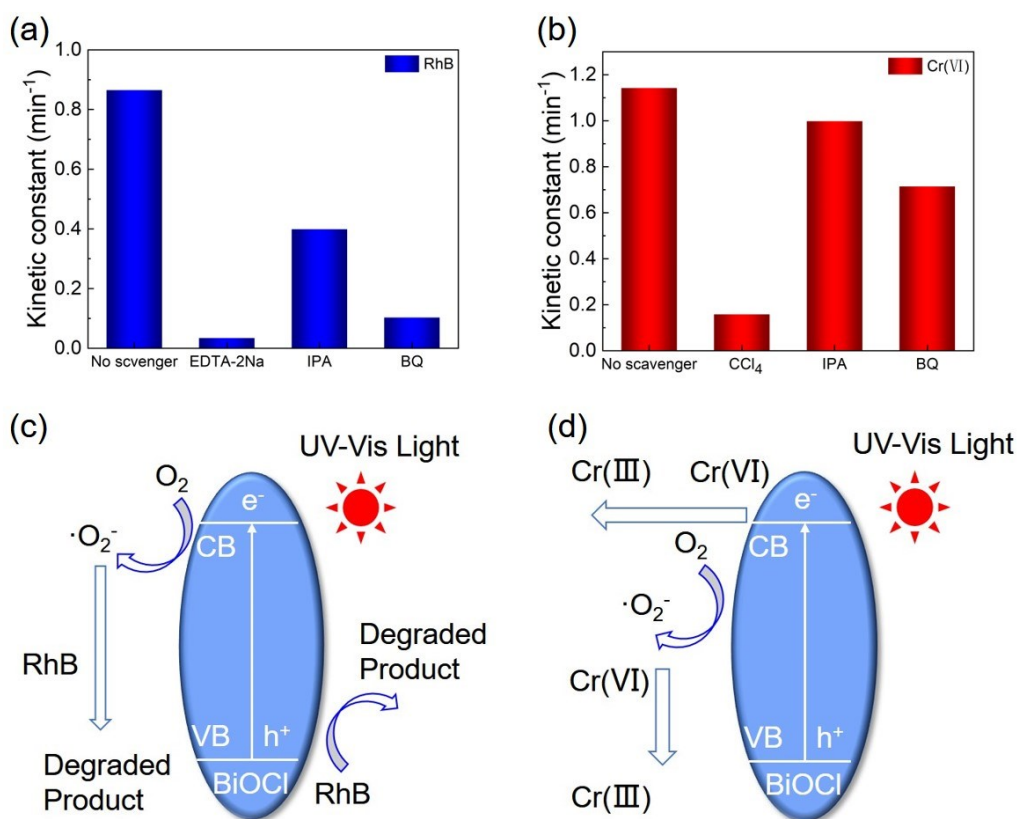 (a)
Kinetic constant (min⁻¹)
1.0
0.8
0.6
0.4
0.2
0.0
RhB
No scvenger
EDTA-2Na
IPA
BQ
(b)
Kinetic constant (min⁻¹)
1.2
1.0
0.8
0.6
0.4
0.2
0.0
Cr(Ⅵ)
No scavenger
CCl₄
IPA
BQ
(c)
UV-Vis Light
O₂
e⁻
·O₂⁻
CB
RhB
Degraded
Product
Degraded
Product
VB
h⁺
BiOCl
RhB
(d)
UV-Vis Light
Cr(Ⅲ)
Cr(Ⅵ)
e⁻
CB
O₂
·O₂⁻
Cr(Ⅵ)
VB
h⁺
BiOCl
Cr(Ⅲ)